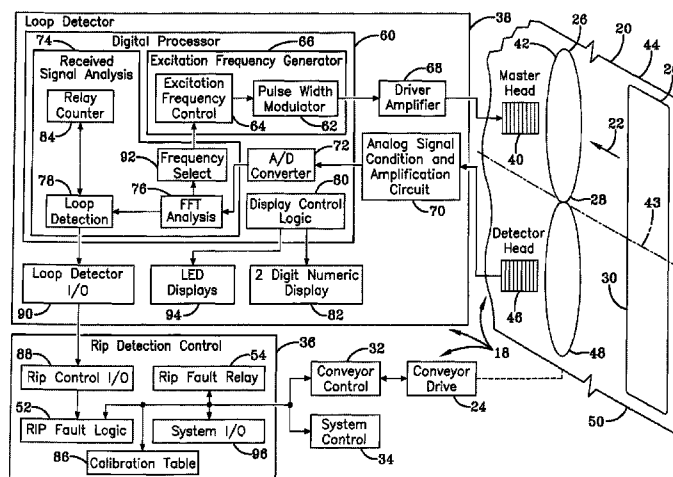 Loop Detector
38
26
20
44
42
28
74
Digital Processor
60
66
Received Signal Analysis
Excitation Frequency Generator
68
Master Head
Relay Counter
Excitation Frequency Control
Pulse Width Modulator
Driver Amplifier
22
84
64
62
40
92
72
Analog Signal Condition and Amplification Circuit
Frequency Select
A/D Converter
80
43
78
76
28
Loop Detection
FFT Analysis
Display Control Logic
70
Detector Head
30
46
Loop Detector I/O
LED Displays
2 Digit Numeric Display
90
94
82
48
Rip Detection Control
36
18
88
54
32
Rip Control I/O
Rip Fault Relay
Conveyor Control
Conveyor Drive
52
24
RIP Fault Logic
System I/O
System Control
50
96
34
Calibration Table
86